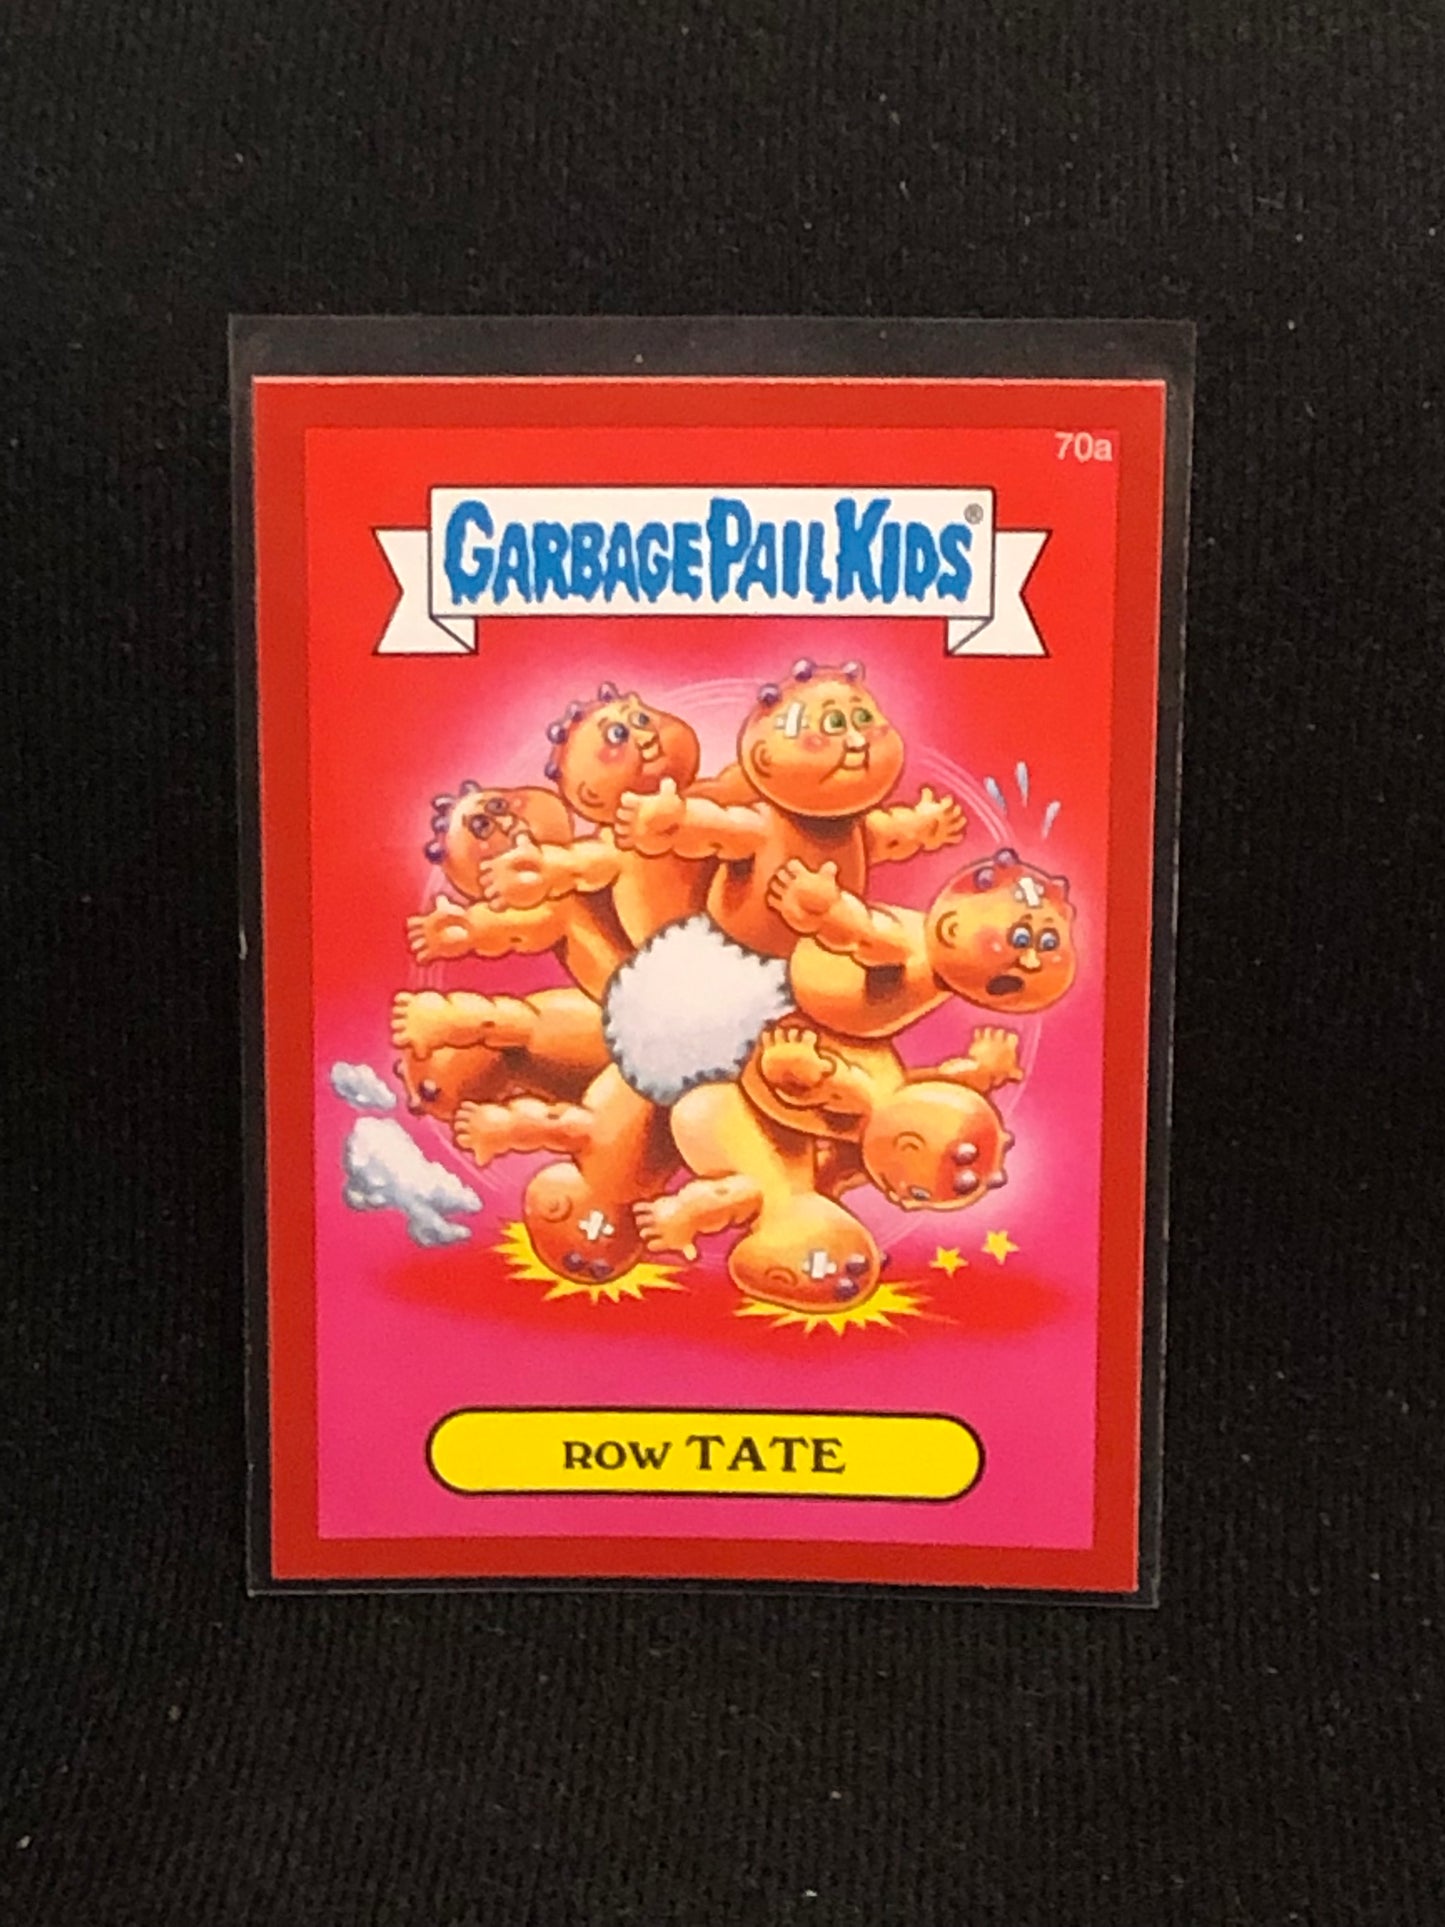 70a
GARBAGE PAIL KIDS®
ROW TATE